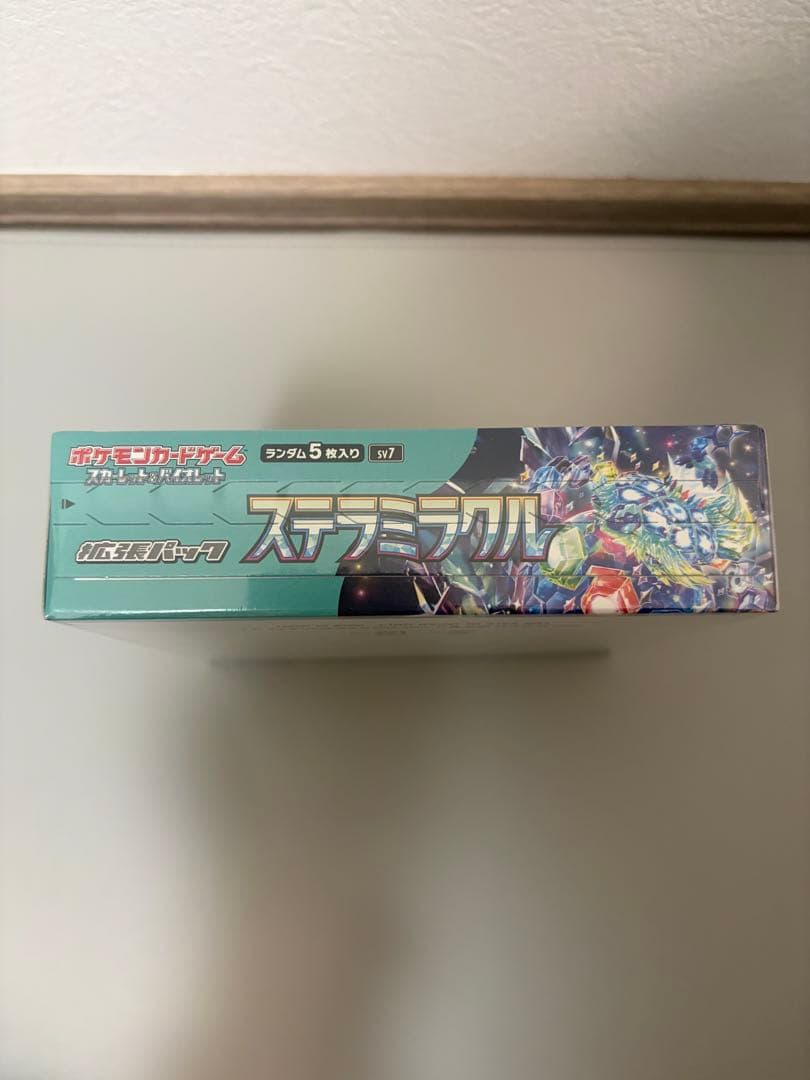 ポケモンカードゲーム
スカーレット&バイオレット
ランダム5枚入り SV7
拡張パック
ステラミラクル